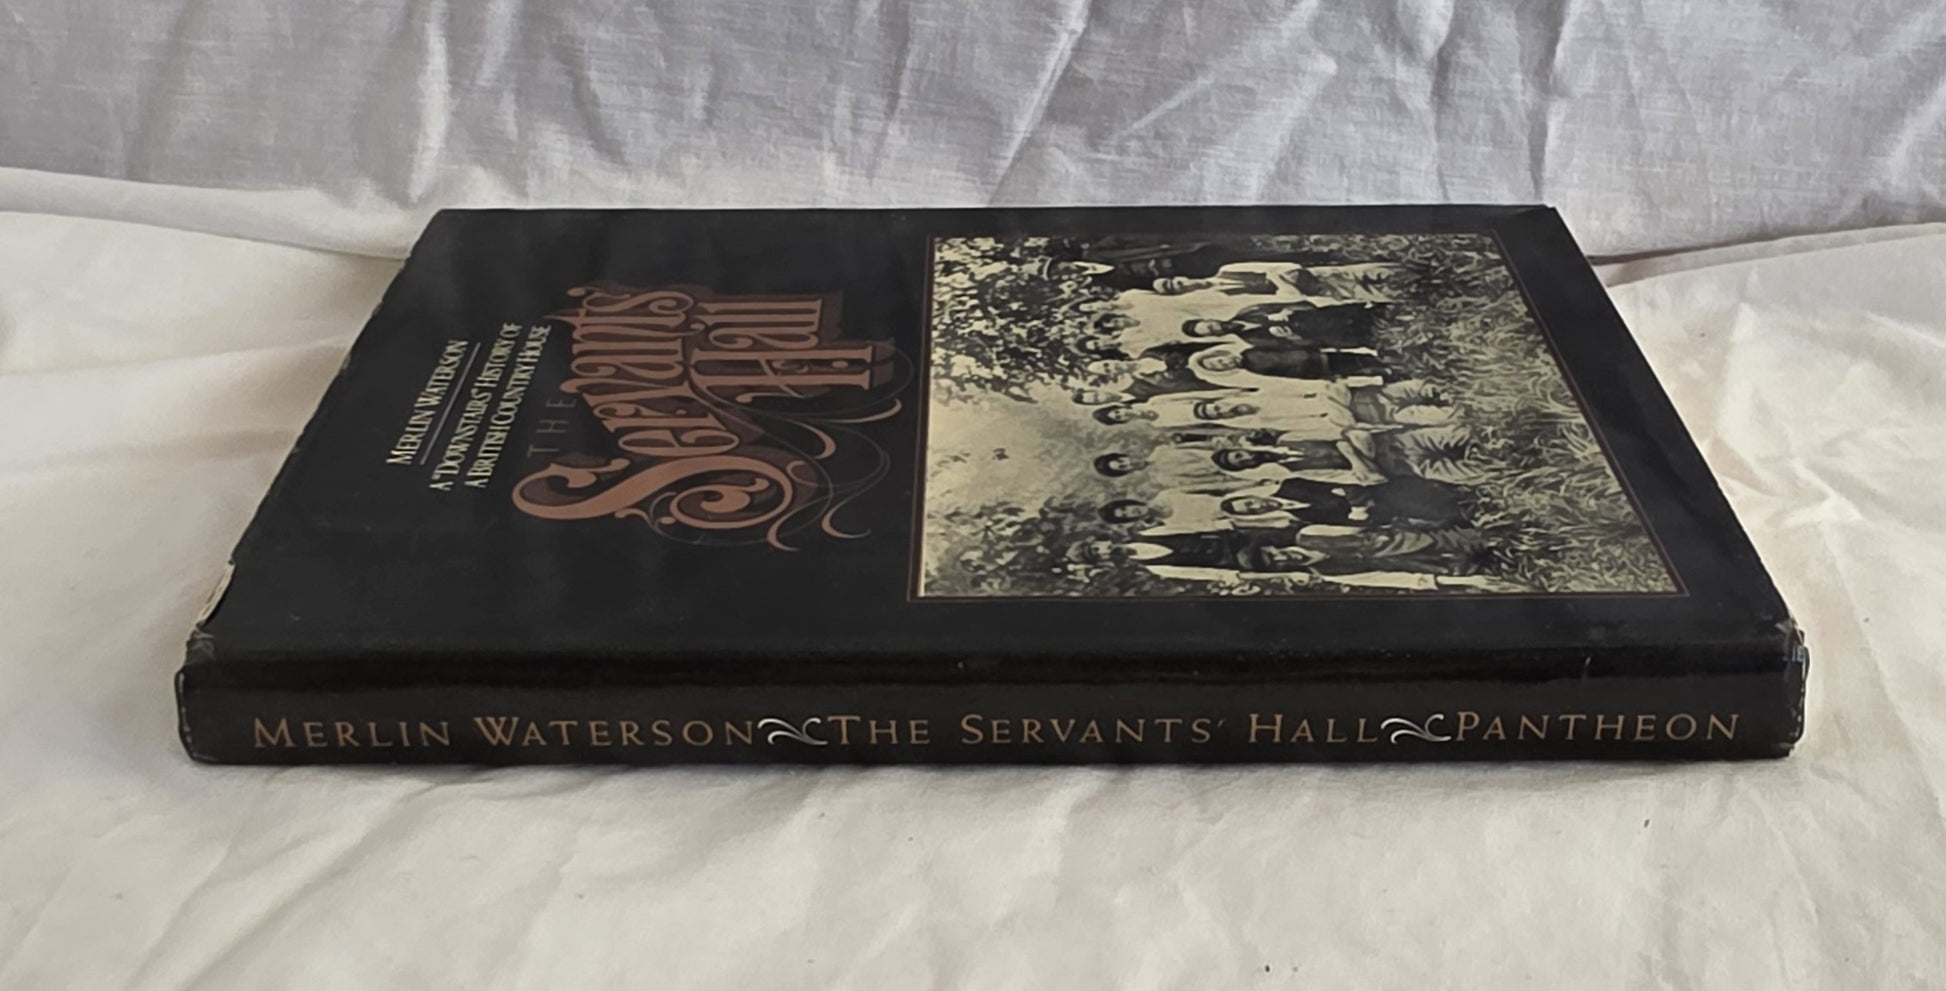 MERLIN WATERSON
A "DOWNSTAIRS" HISTORY OF
A BRITISH COUNTRY HOUSE
THE
Servants'
Hall
MERLIN WATERSON THE SERVANTS' HALL PANTHEON